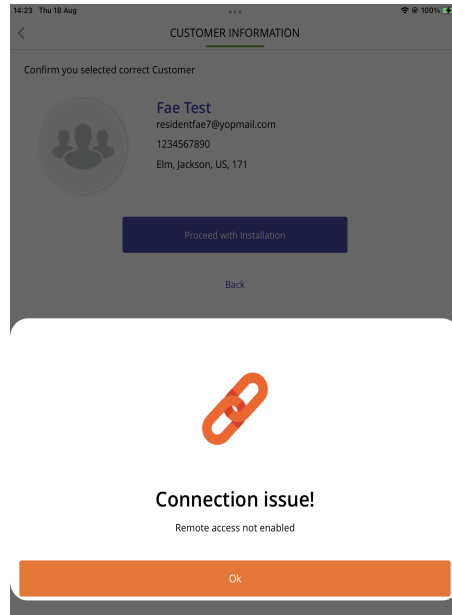 14:23 Thu 18 Aug
100%
CUSTOMER INFORMATION
Confirm you selected correct Customer
Fae Test
residentfae7@yopmail.com
1234567890
Elm, Jackson, US, 171
Proceed with Installation
Back
Connection issue!
Remote access not enabled
Ok